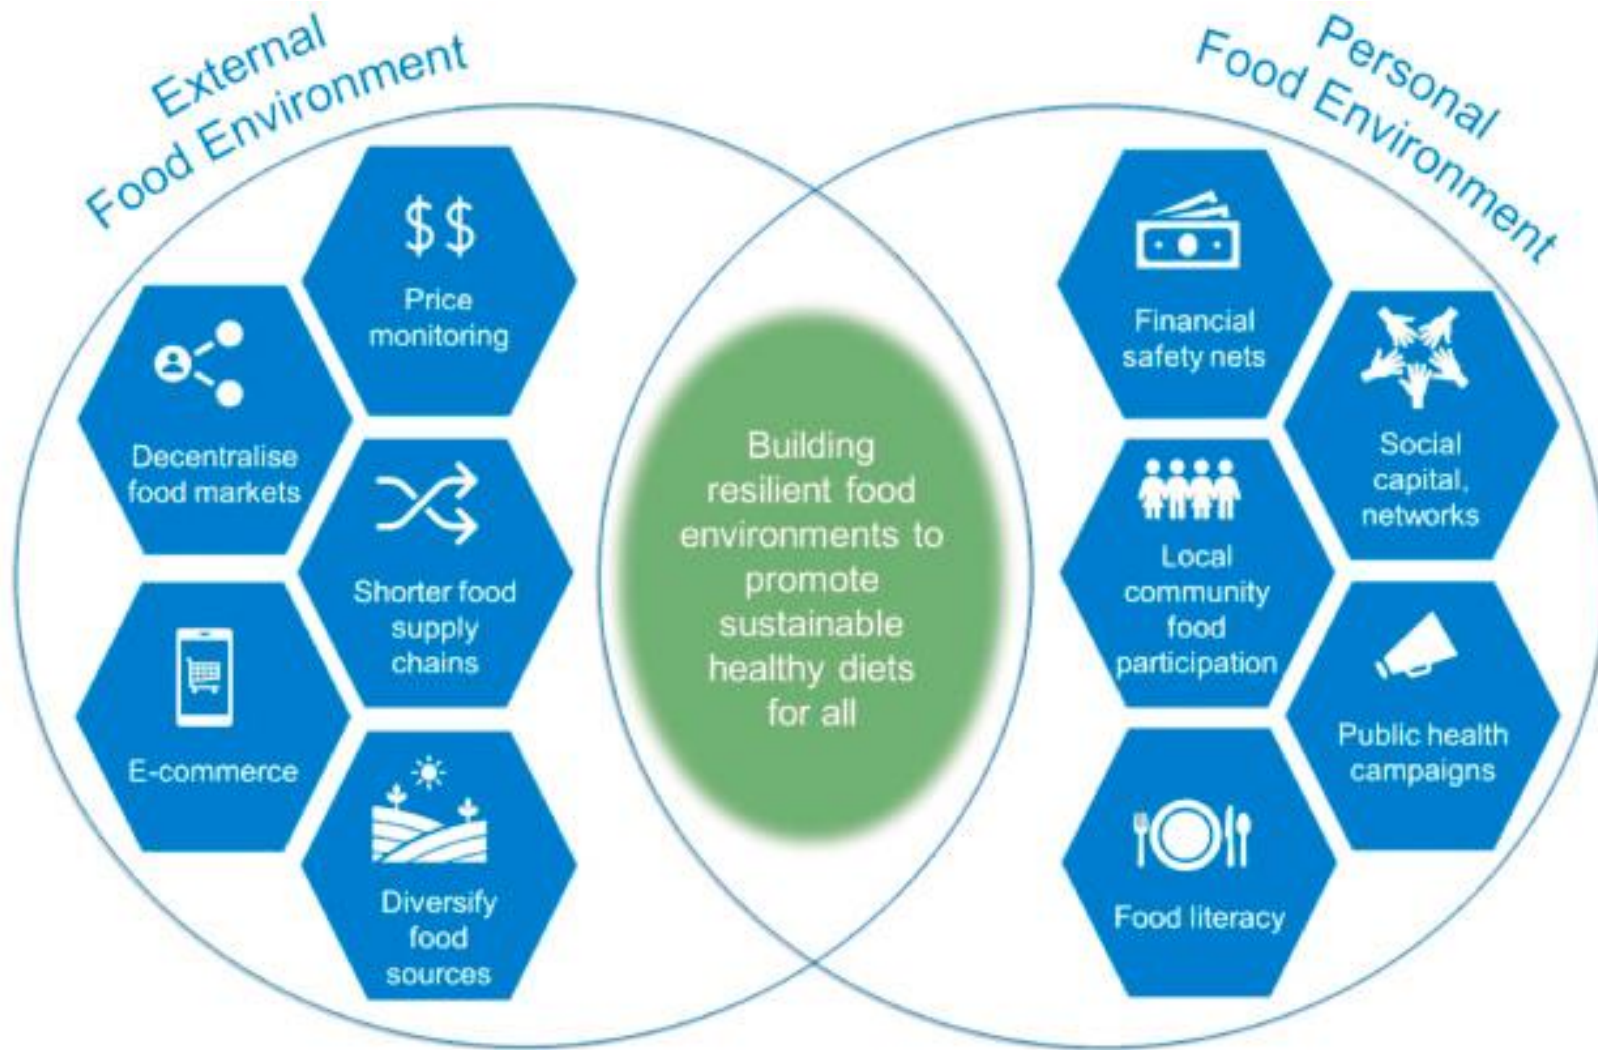 External
Food Environment
$$
Price
monitoring
Decentralise
food markets
Shorter food
supply
chains
E-commerce
Diversify
food
sources
Building
resilient food
environments to
promote
sustainable
healthy diets
for all
Personal
Food Environment
Financial
safety nets
Social
capital,
networks
Local
community
food
participation
Public health
campaigns
Food literacy